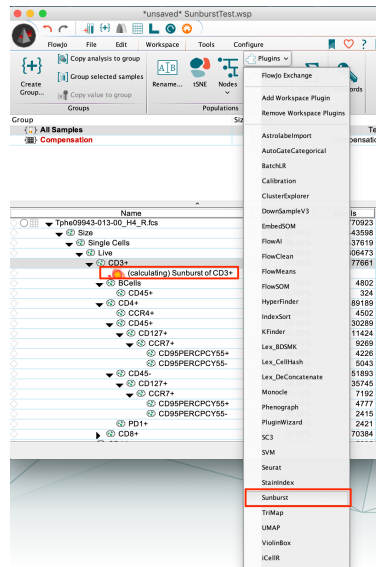 *unsaved* SunburstTest.wsp
FlowJo File Edit Workspace Tools Configure ?
{+} Create Group...
Copy analysis to group
Group selected samples
Copy value to group
Groups
Rename...
tSNE
Nodes
Populations
Plugins
FlowJo Exchange
Add Workspace Plugin
Remove Workspace Plugins
AstrolabeImport
AutoGateCategorical
BatchLR
Calibration
ClusterExplorer
DownSampleV3
EmbedSOM
FlowAI
FlowClean
FlowMeans
FlowSOM
HyperFinder
IndexSort
KFinder
Lex_BDSMK
Lex_CellHash
Lex_DeConcatenate
Monocle
Phenograph
PluginWizard
SC3
SVM
Seurat
StainIndex
Sunburst
TriMap
UMAP
ViolinBox
iCellR
Group
{} All Samples
Compensation
Name
Tphe09943-013-00_H4_R.fcs 70923
Size 43598
Single Cells 37619
Live 06473
CD3+ 77661
(calculating) Sunburst of CD3+
BCells 4802
CD45+ 324
CD4+ 89189
CCR4+ 4502
CD45+ 30289
CD127+ 11424
CCR7+ 9269
CD95PERCPCY55+ 4226
CD95PERCPCY55- 5043
CD45- 51893
CD127+ 35745
CCR7+ 7192
CD95PERCPCY55+ 4777
CD95PERCPCY55- 2415
PD1+ 2421
CD8+ 70384